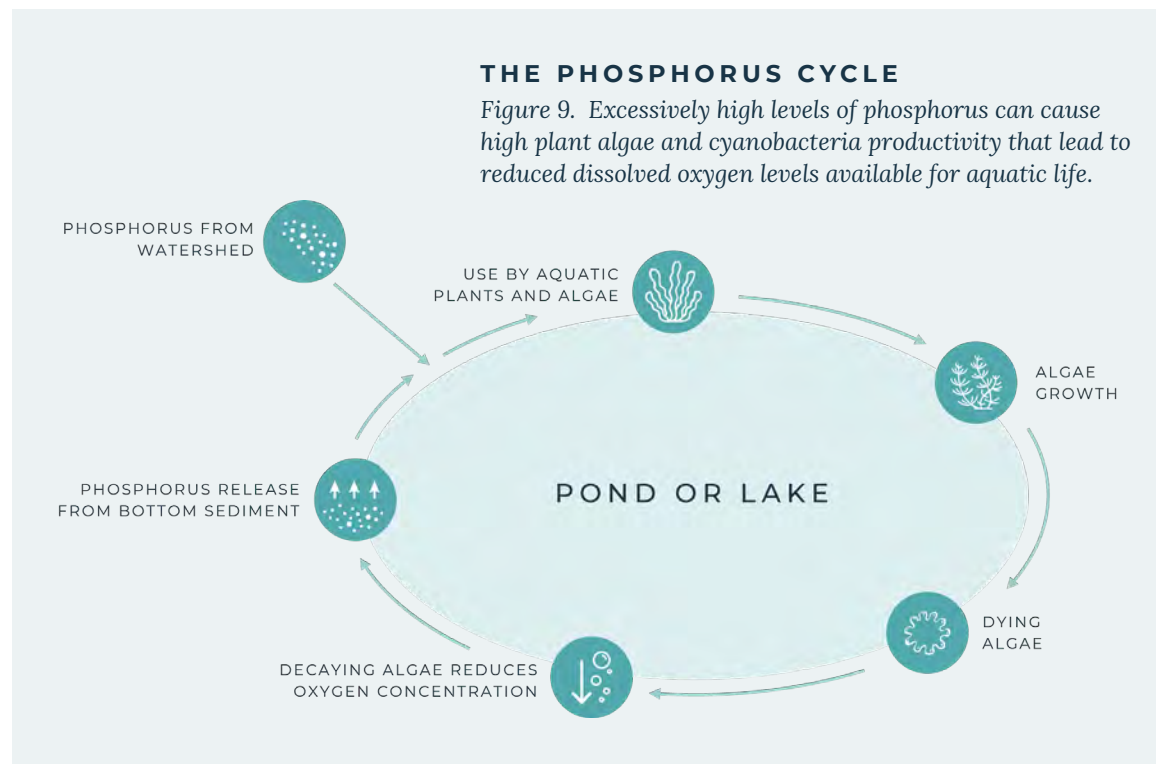 THE PHOSPHORUS CYCLE
Figure 9. Excessively high levels of phosphorus can cause
high plant algae and cyanobacteria productivity that lead to
reduced dissolved oxygen levels available for aquatic life.
PHOSPHORUS FROM
WATERSHED
USE BY AQUATIC
PLANTS AND ALGAE
ALGAE
GROWTH
PHOSPHORUS RELEASE
FROM BOTTOM SEDIMENT
POND OR LAKE
DYING
ALGAE
DECAYING ALGAE REDUCES
OXYGEN CONCENTRATION